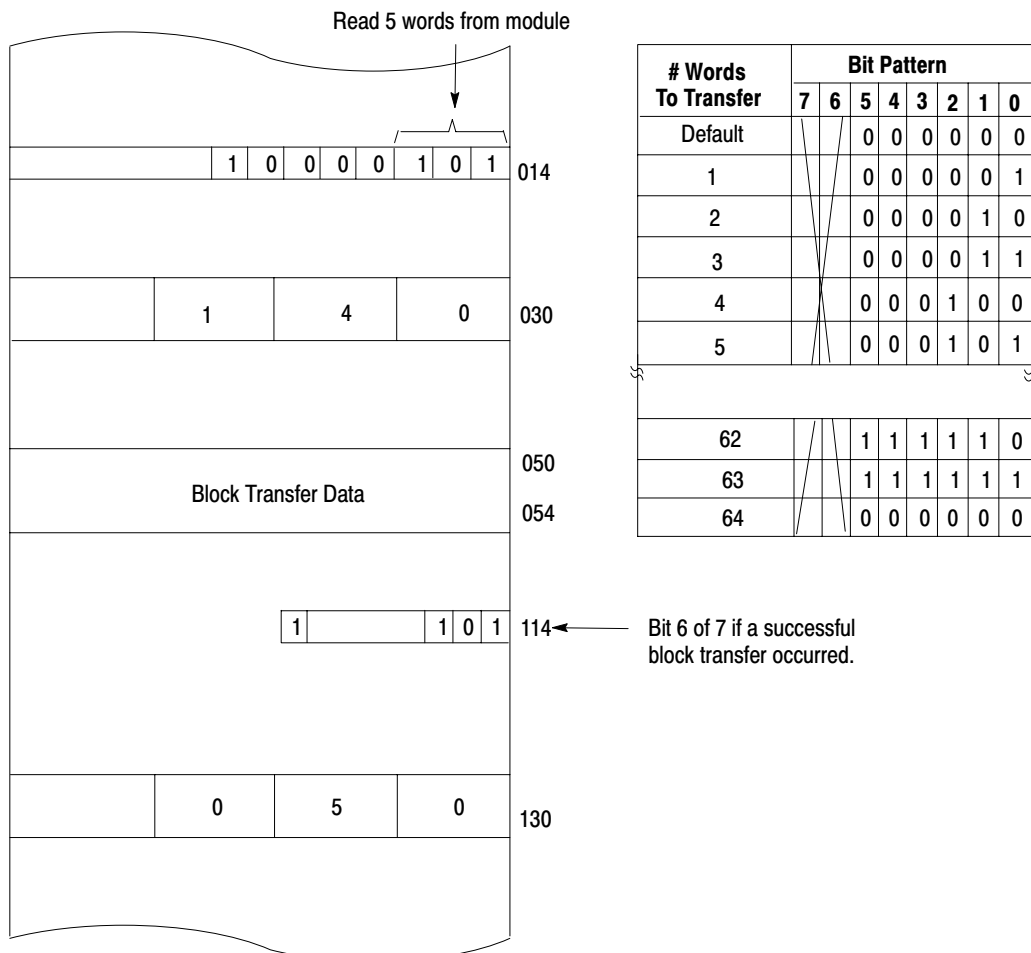 Read 5 words from module
1 0 0 0 0 1 0 1 014
1 4 0 030
050
Block Transfer Data
054
1 1 0 1 114
Bit 6 of 7 if a successful
block transfer occurred.
0 5 0 130
# Words
To Transfer
Bit Pattern
7 6 5 4 3 2 1 0
Default 0 0 0 0 0 0
1 0 0 0 0 0 1
2 0 0 0 0 1 0
3 0 0 0 0 1 1
4 0 0 0 1 0 0
5 0 0 0 1 0 1
62 1 1 1 1 1 0
63 1 1 1 1 1 1
64 0 0 0 0 0 0